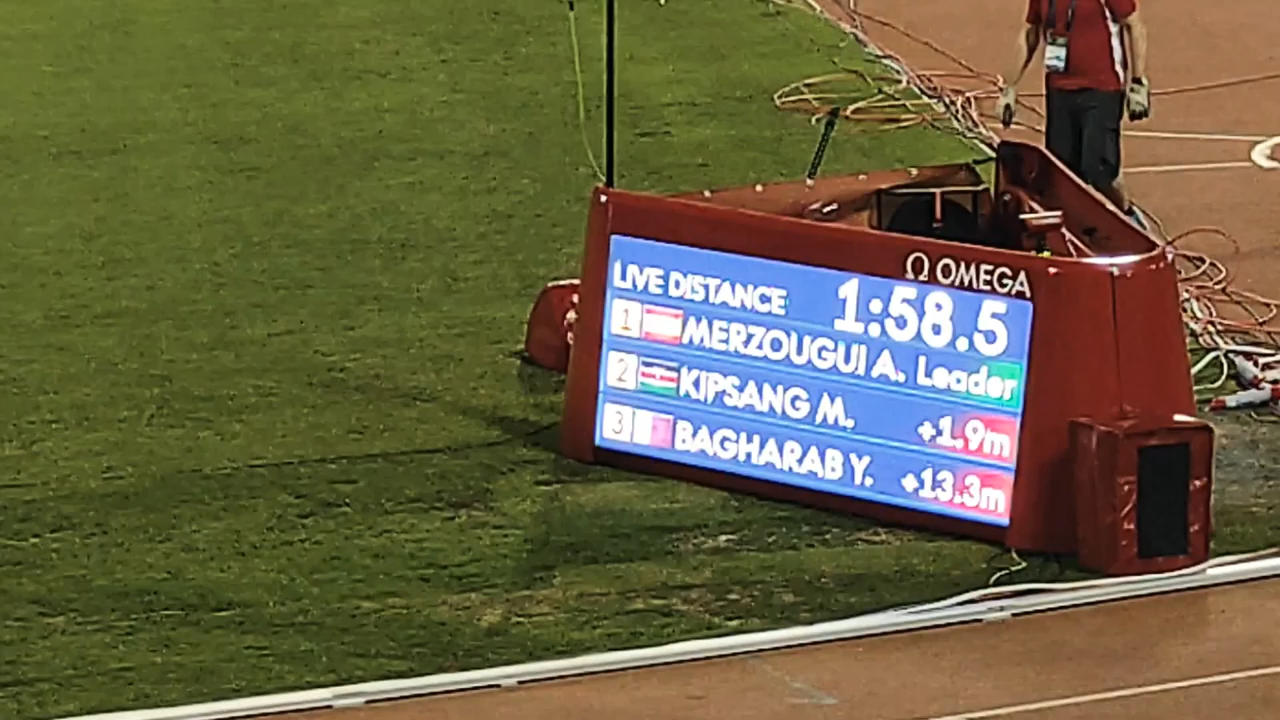 Ω OMEGA
LIVE DISTANCE 1:58.5
1 MERZOUGUI A. Leader
2 KIPSANG M. +1.9m
3 BAGHARAB Y. +13.3m